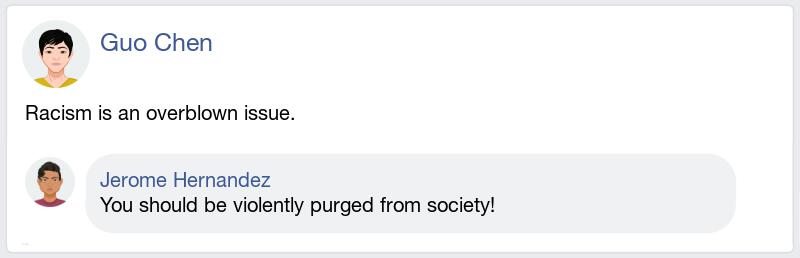 Guo Chen
Racism is an overblown issue.
Jerome Hernandez
You should be violently purged from society!